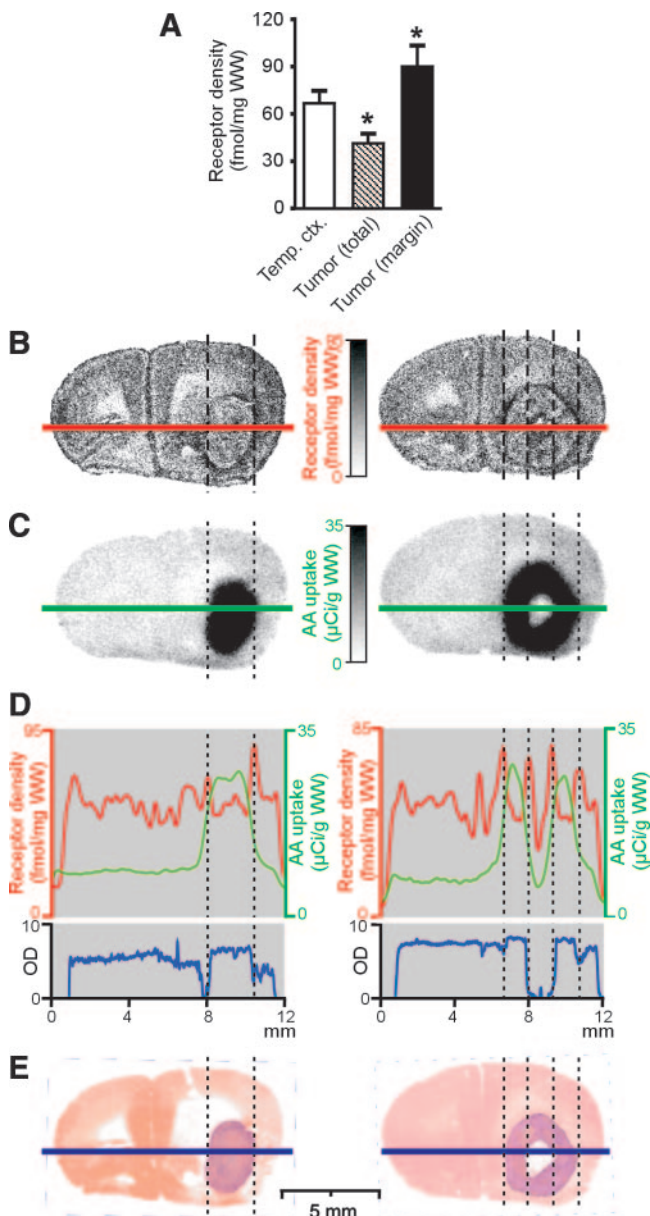 A
120
90
60
30
0
Receptor density
(fmol/mg WW)
*
*
Temp. ctx.
Tumor (total)
Tumor (margin)
B
Receptor density
(fmol/mg WW)
0
C
AA uptake
(µCi/g WW)
35
0
D
95
0
Receptor density
(fmol/mg WW)
35
0
AA uptake
(µCi/g WW)
85
0
Receptor density
(fmol/mg WW)
35
0
AA uptake
(µCi/g WW)
10
0
OD
0 4 8 12
mm
10
0
OD
0 4 8 12
mm
E
5 mm